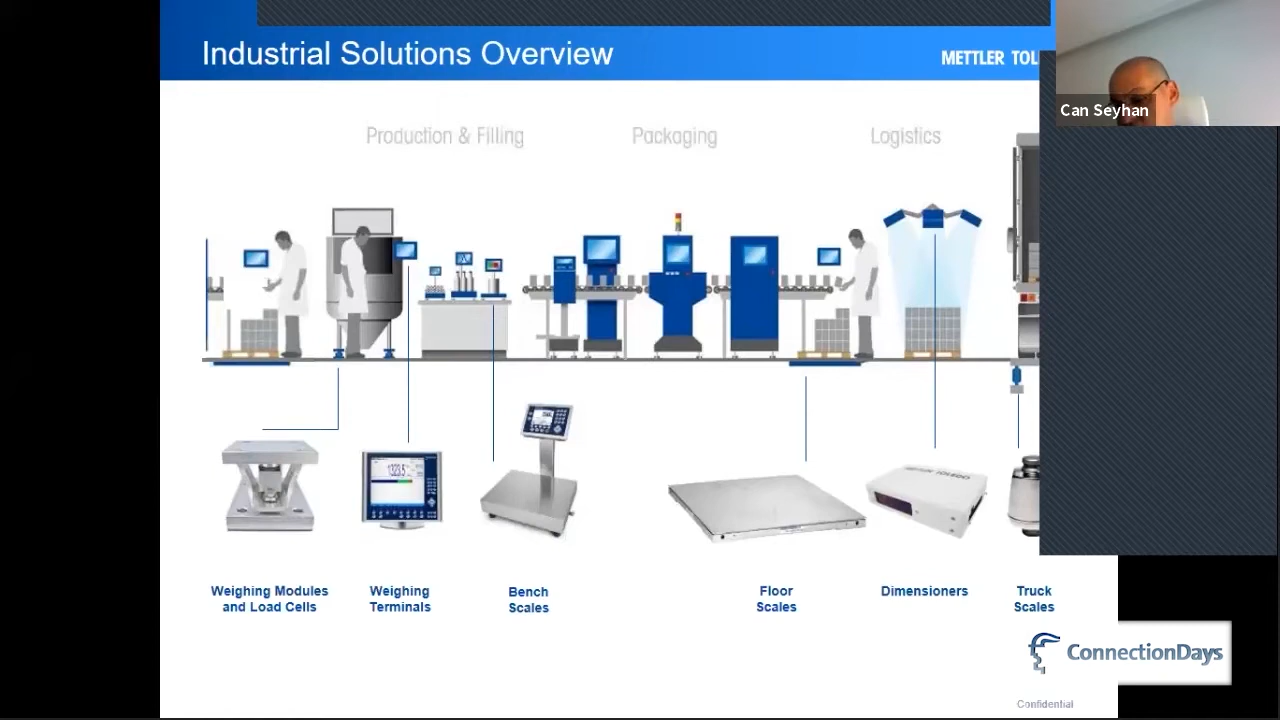 Industrial Solutions Overview
METTLER TOL
Can Seyhan
Production & Filling
Packaging
Logistics
Weighing Modules
and Load Cells
Weighing
Terminals
Bench
Scales
Floor
Scales
Dimensioners
Truck
Scales
ConnectionDays
Confidential